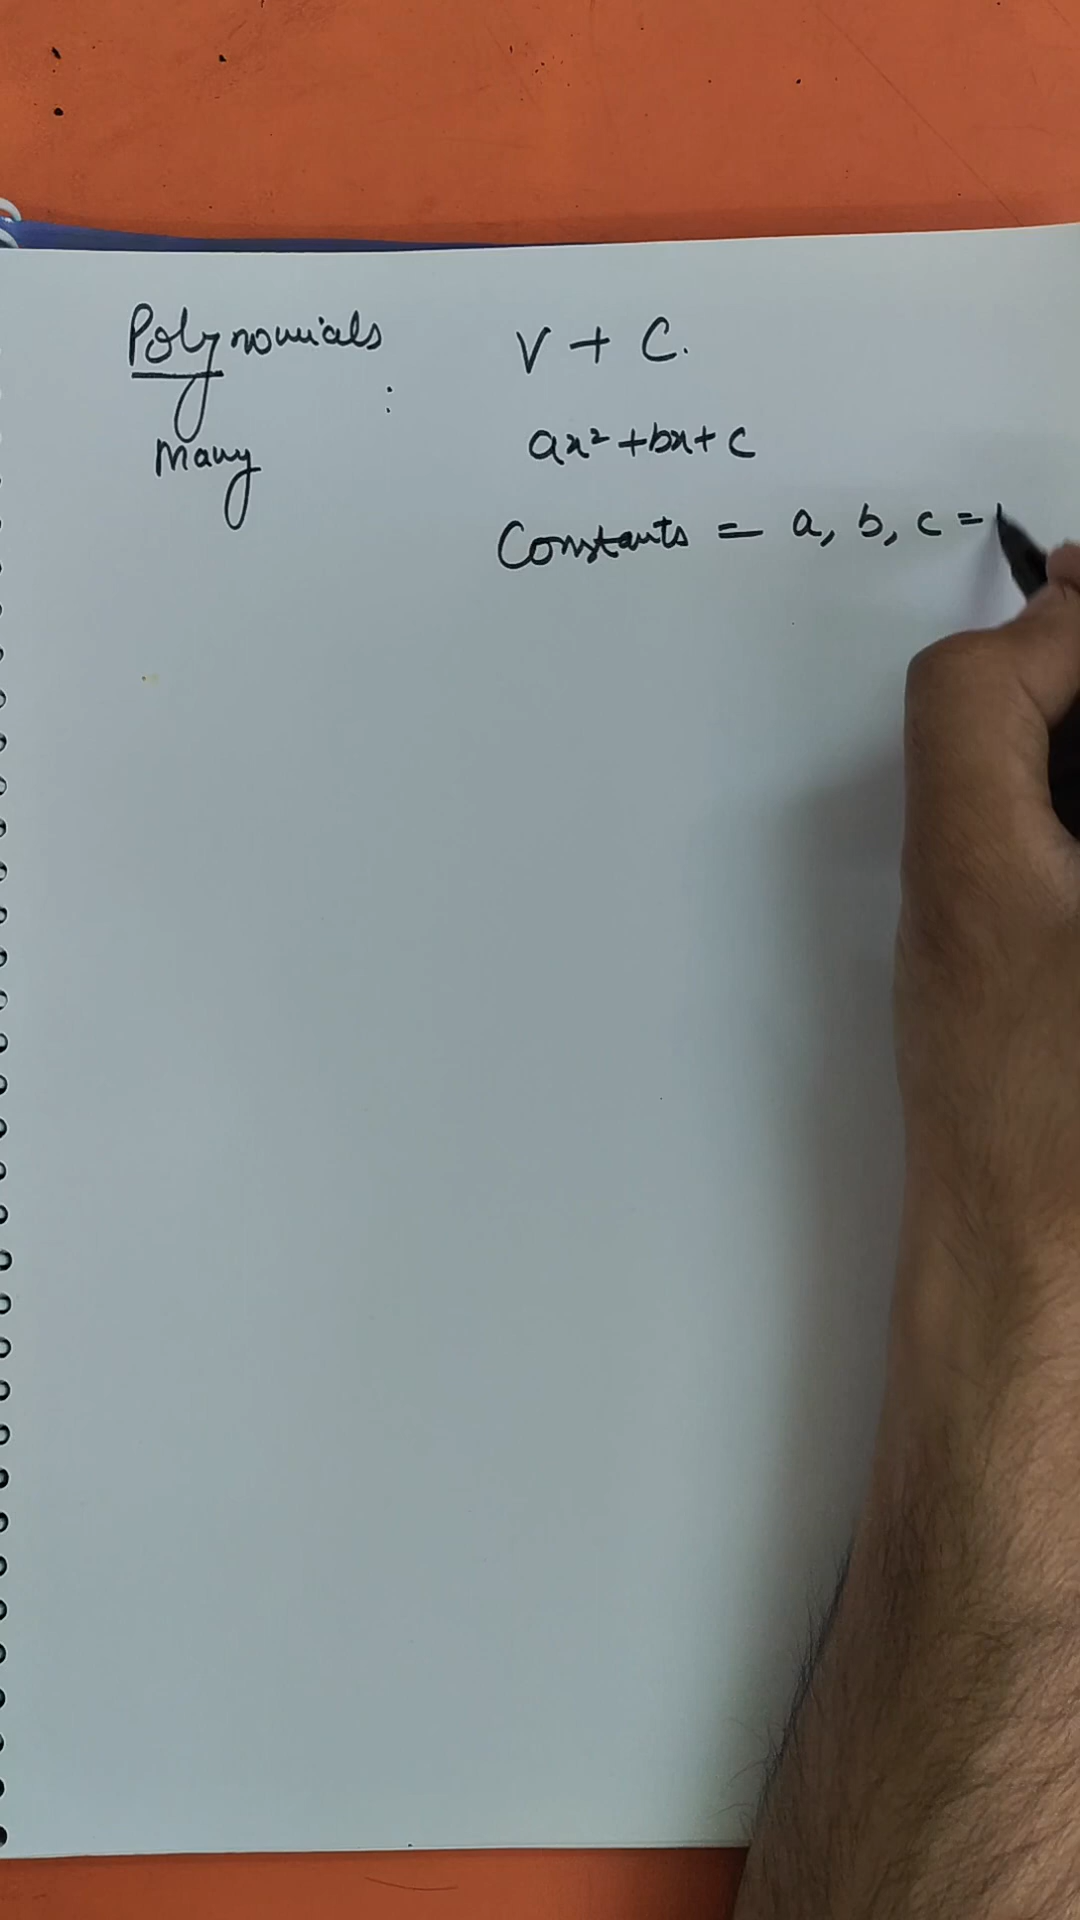 Polynomials
Many
:
V + C.
ax² + bx + c
Constants = a, b, c =